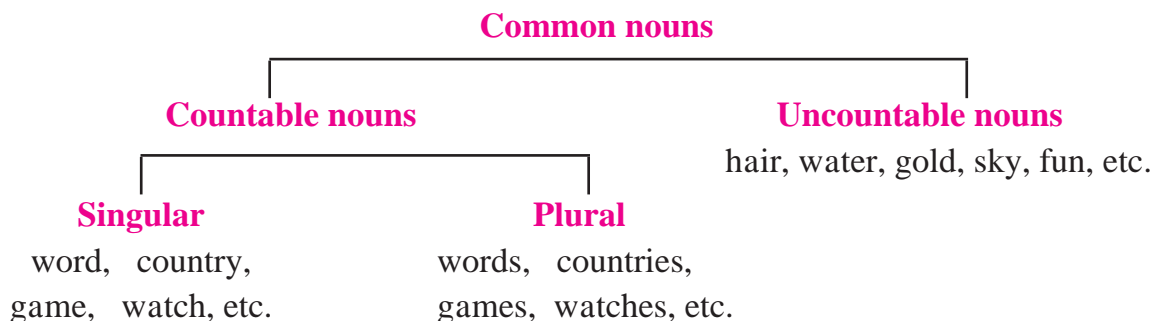 Common nouns
Countable nouns
Uncountable nouns
hair, water, gold, sky, fun, etc.
Singular
Plural
word, country,
words, countries,
game, watch, etc.
games, watches, etc.